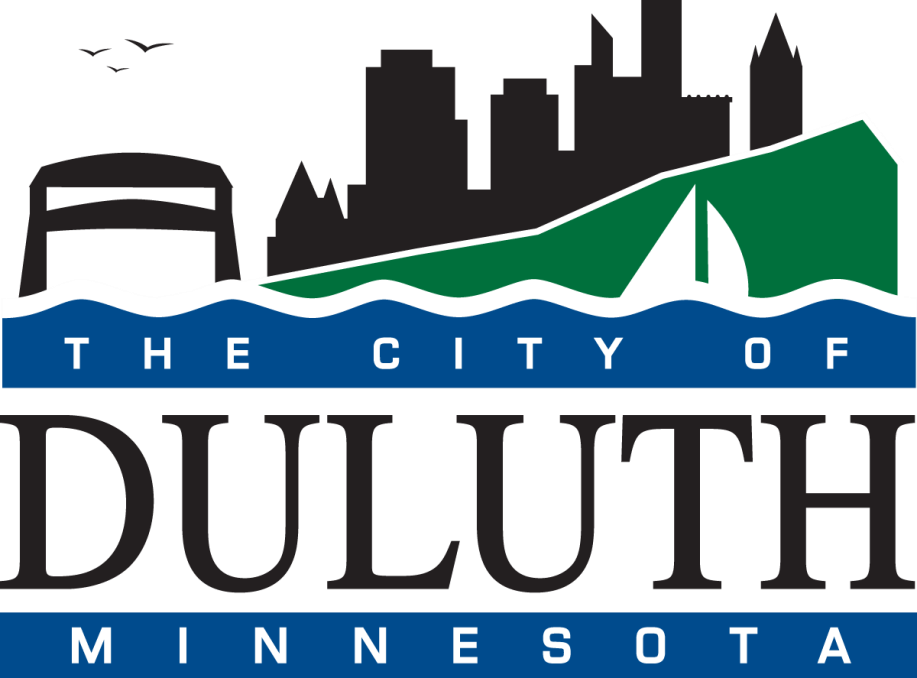 THE CITY OF
DULUTH
MINNESOTA